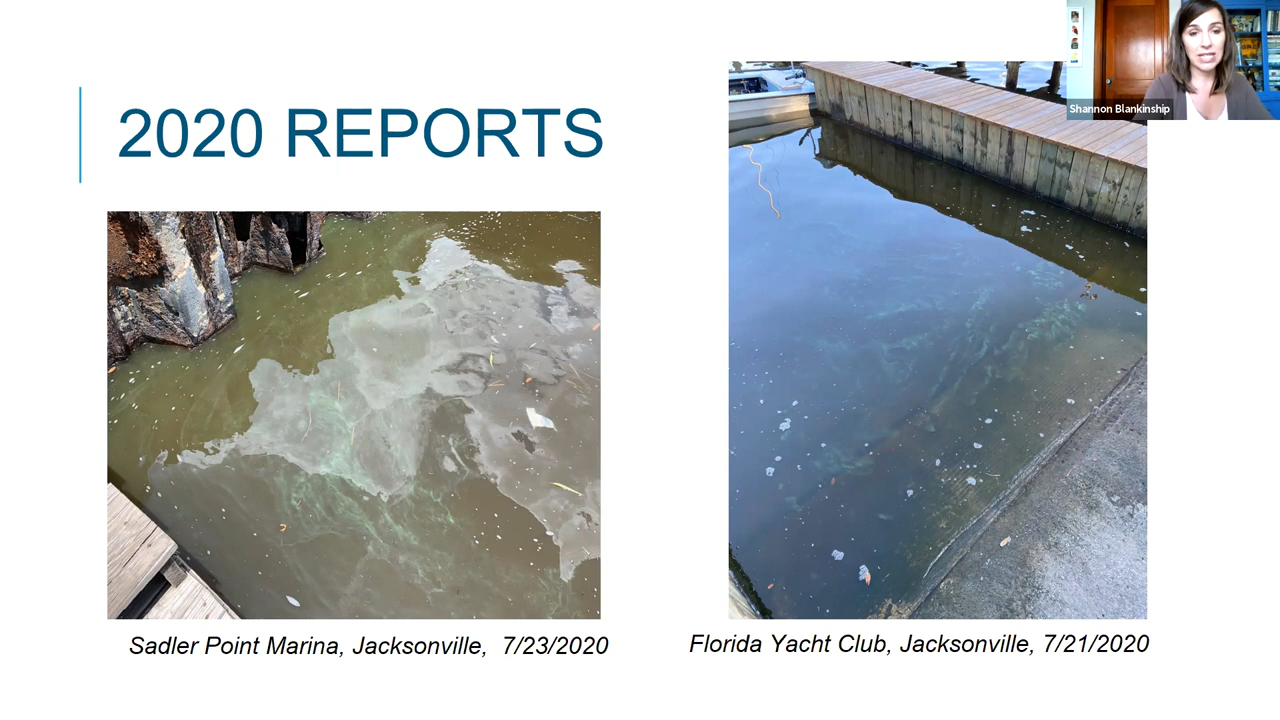 2020 REPORTS
Shannon Blankinship
Sadler Point Marina, Jacksonville, 7/23/2020
Florida Yacht Club, Jacksonville, 7/21/2020